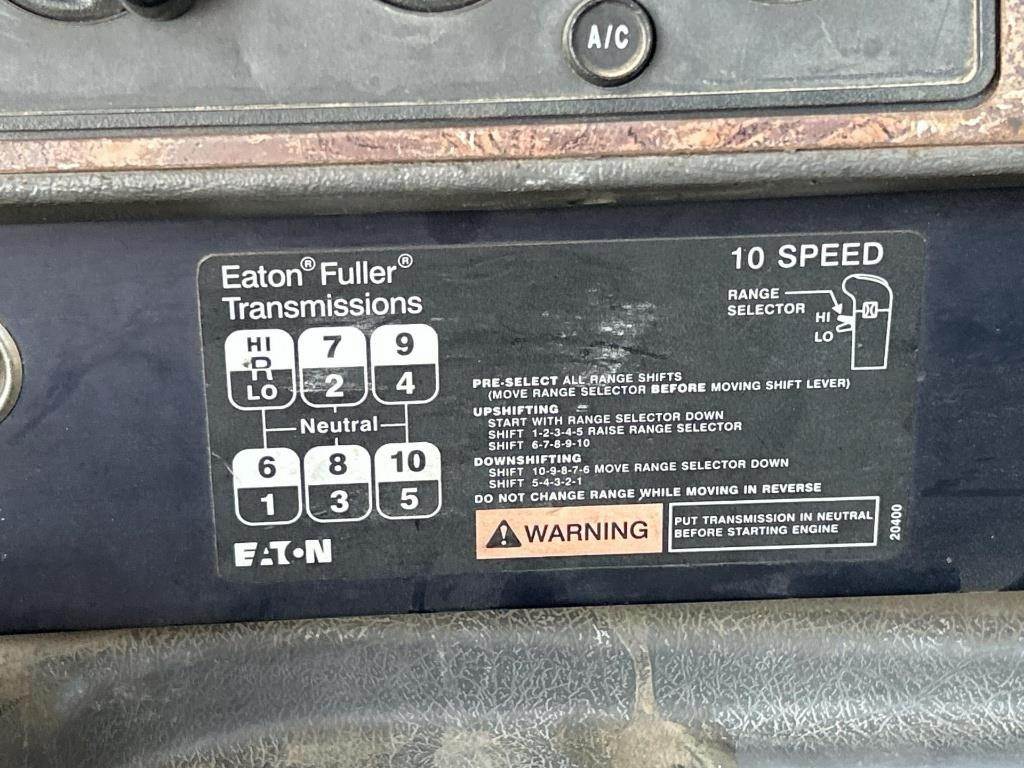 A/C
Eaton® Fuller®
Transmissions
10 SPEED
RANGE
SELECTOR
HI
LO
HI 7 9
R
LO 2 4
Neutral
6 8 10
1 3 5
PRE-SELECT ALL RANGE SHIFTS
(MOVE RANGE SELECTOR BEFORE MOVING SHIFT LEVER)
UPSHIFTING
START WITH RANGE SELECTOR DOWN
SHIFT 1-2-3-4-5 RAISE RANGE SELECTOR
SHIFT 6-7-8-9-10
DOWNSHIFTING
SHIFT 10-9-8-7-6 MOVE RANGE SELECTOR DOWN
SHIFT 5-4-3-2-1
DO NOT CHANGE RANGE WHILE MOVING IN REVERSE
WARNING
PUT TRANSMISSION IN NEUTRAL
BEFORE STARTING ENGINE
20400
EATON